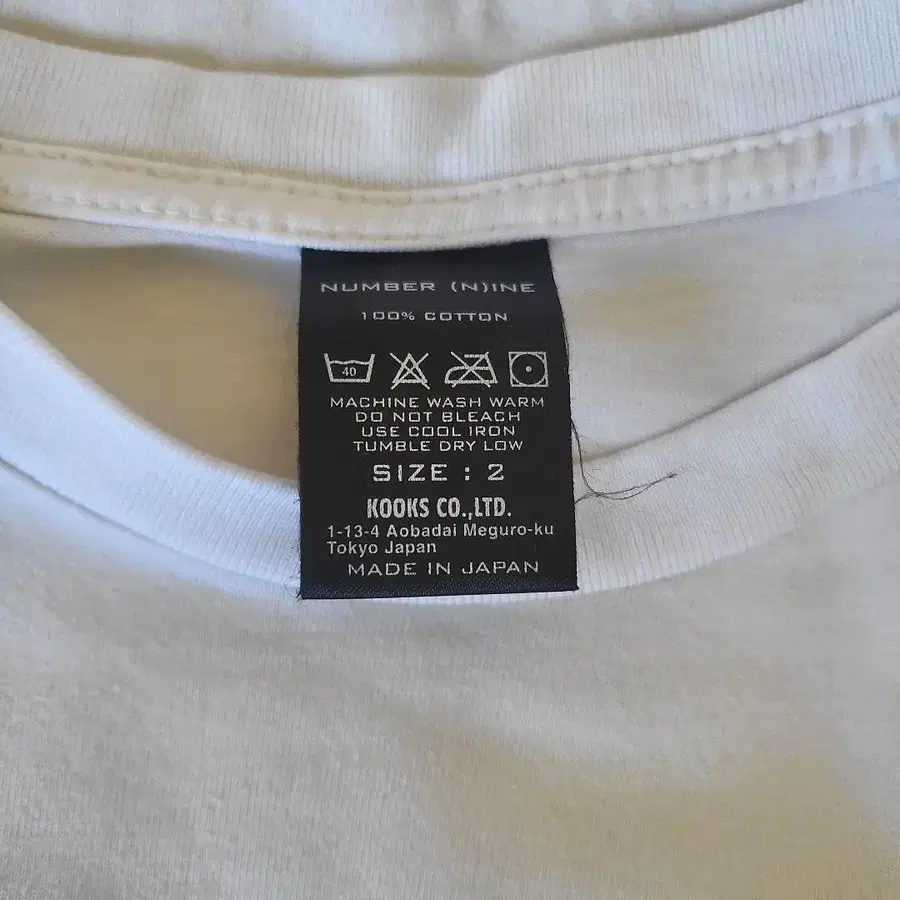 NUMBER (N)INE
100% COTTON
40
MACHINE WASH WARM
DO NOT BLEACH
USE COOL IRON
TUMBLE DRY LOW
SIZE : 2
KOOKS CO.,LTD.
1-13-4 Aobadai Meguro-ku
Tokyo Japan
MADE IN JAPAN